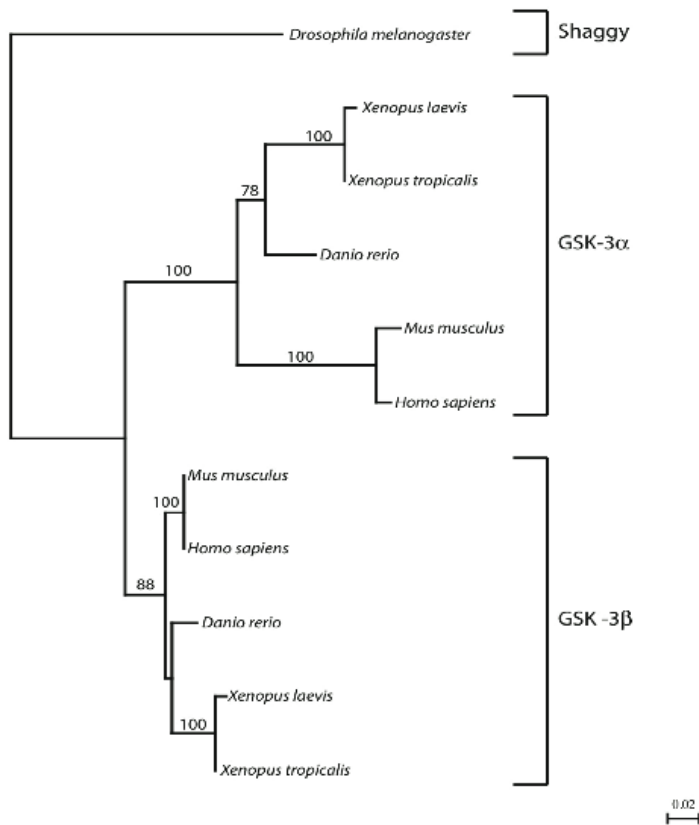 Drosophila melanogaster
Shaggy
Xenopus laevis
100
Xenopus tropicalis
78
GSK-3α
Danio rerio
100
Mus musculus
100
Homo sapiens
Mus musculus
100
Homo sapiens
88
Danio rerio
GSK -3β
Xenopus laevis
100
Xenopus tropicalis
0.02